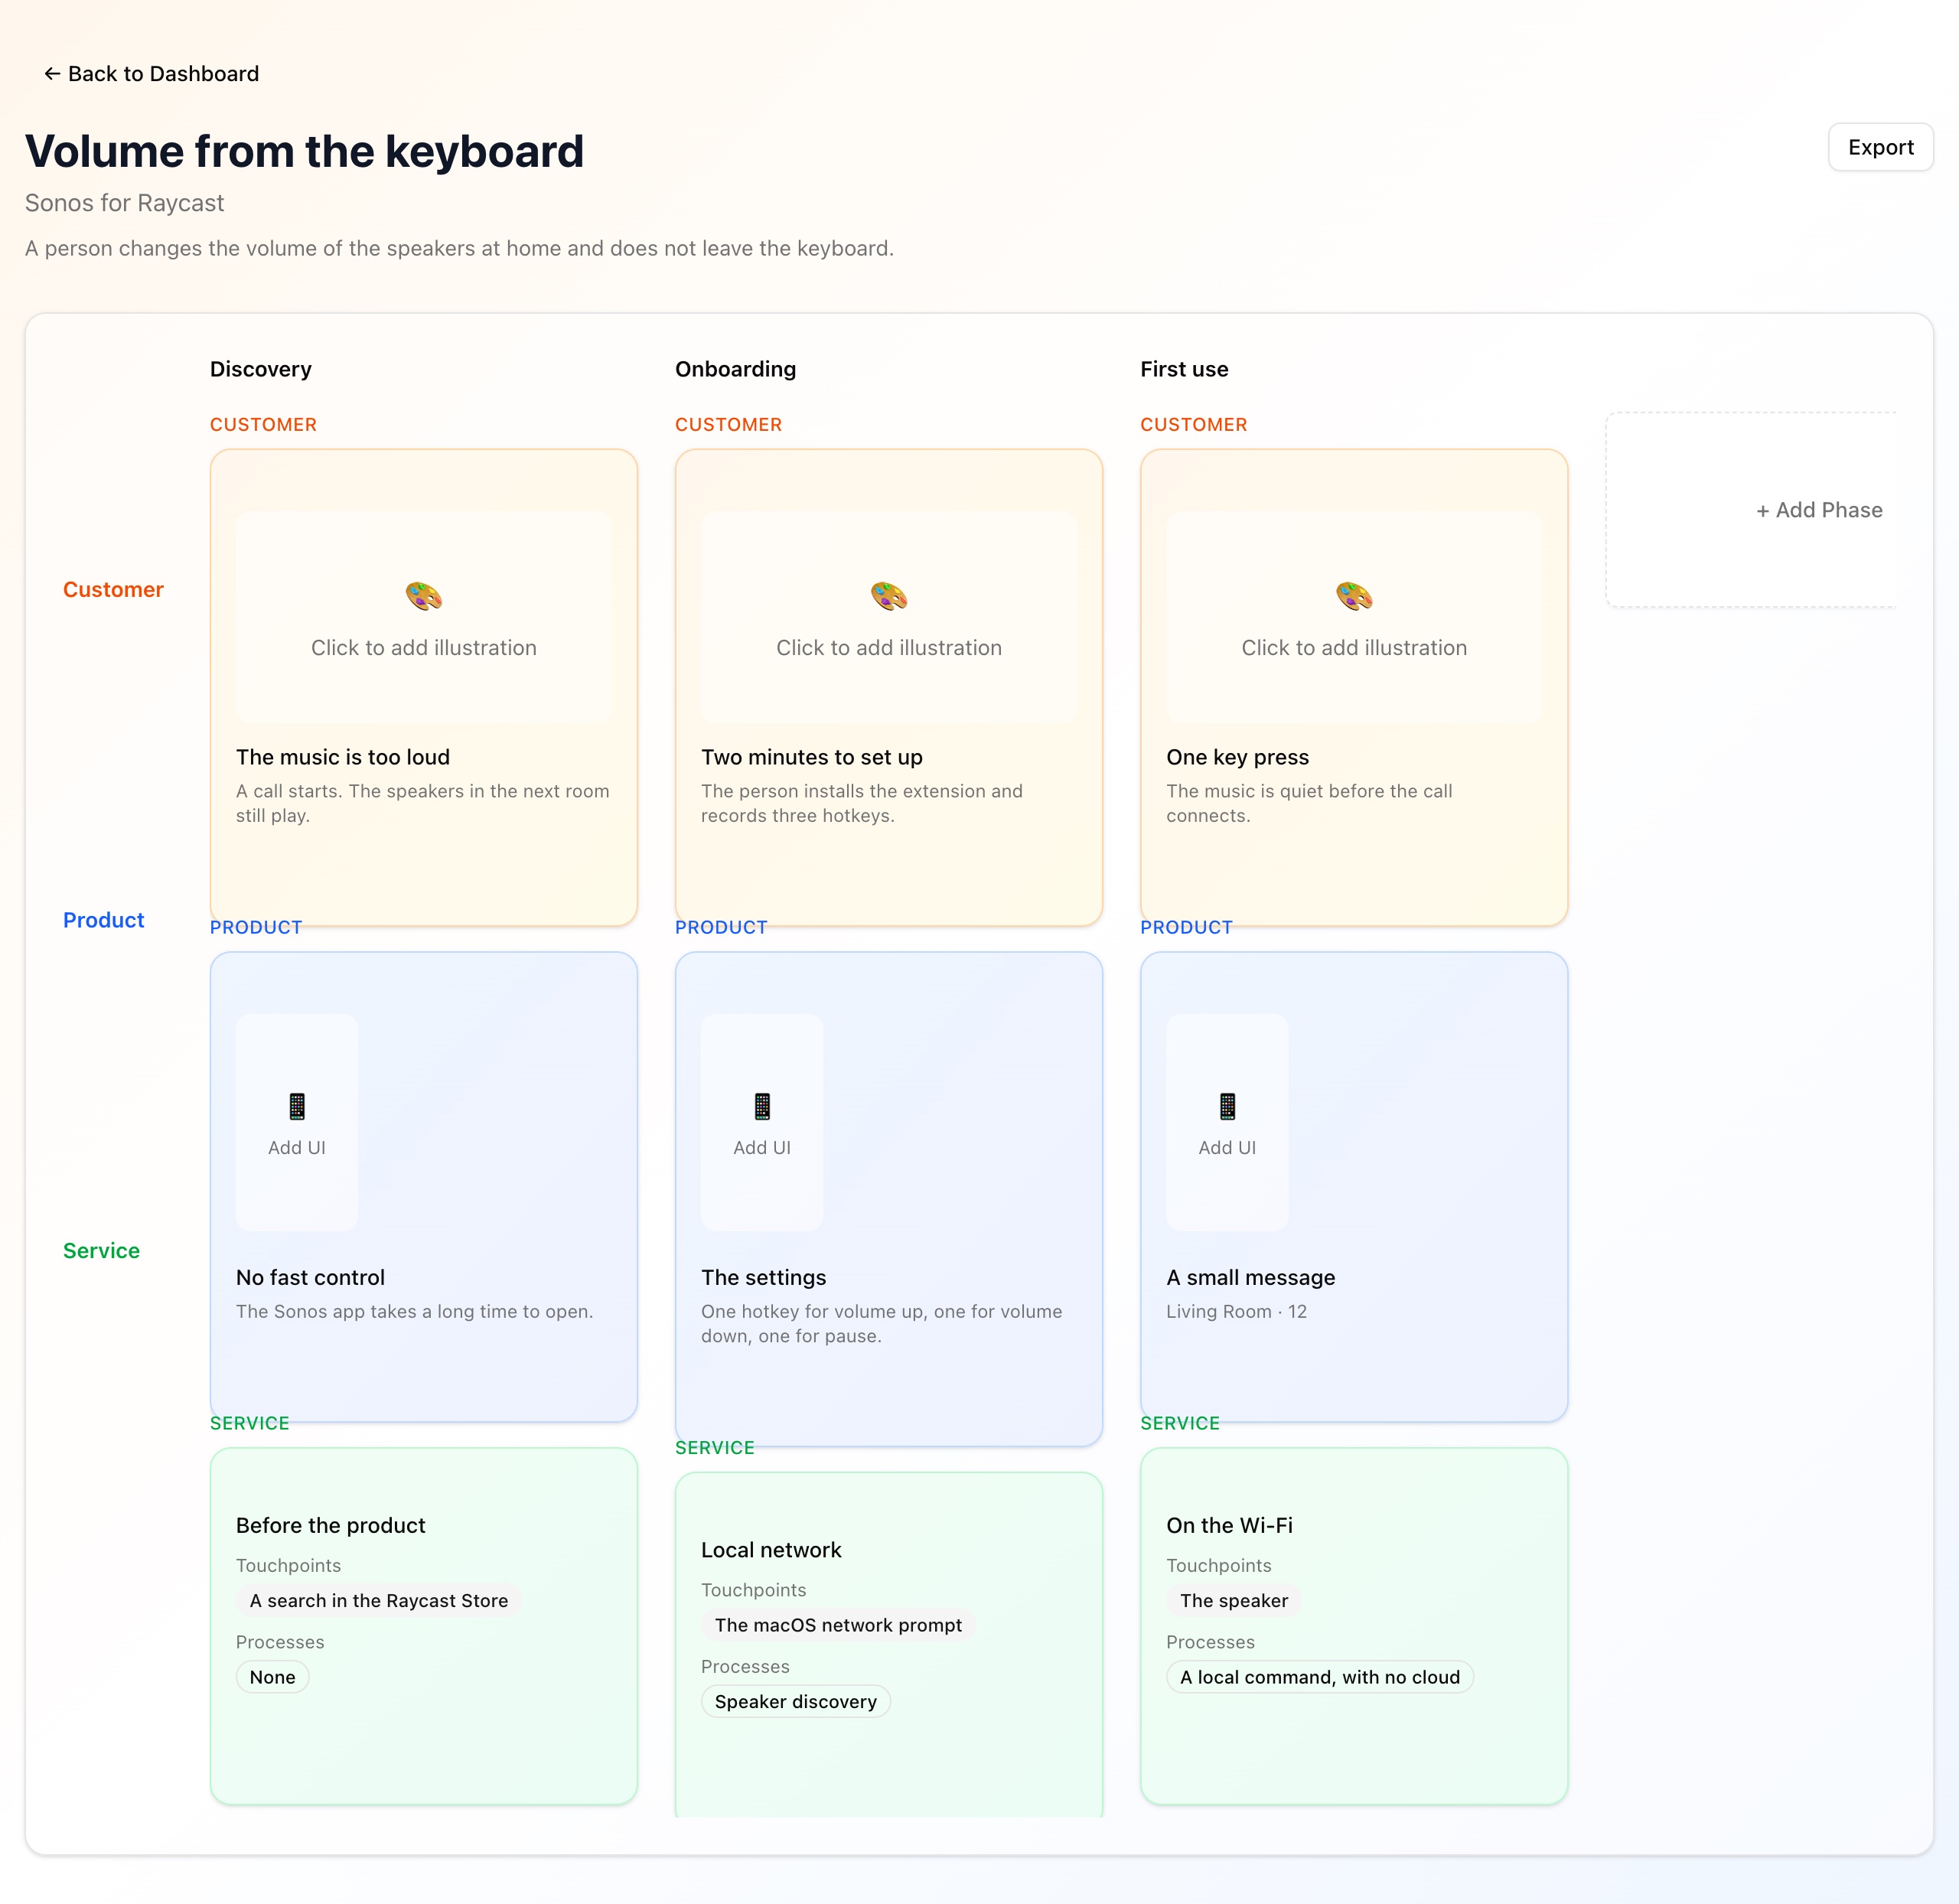 ← Back to Dashboard
Volume from the keyboard
Export
Sonos for Raycast
A person changes the volume of the speakers at home and does not leave the keyboard.
Discovery
Onboarding
First use
CUSTOMER
CUSTOMER
CUSTOMER
+ Add Phase
Customer
Click to add illustration
Click to add illustration
Click to add illustration
The music is too loud
A call starts. The speakers in the next room
still play.
Two minutes to set up
The person installs the extension and
records three hotkeys.
One key press
The music is quiet before the call
connects.
Product
PRODUCT
PRODUCT
PRODUCT
Add UI
Add UI
Add UI
Service
No fast control
The Sonos app takes a long time to open.
The settings
One hotkey for volume up, one for volume
down, one for pause.
A small message
Living Room · 12
SERVICE
SERVICE
SERVICE
Before the product
Touchpoints
A search in the Raycast Store
Processes
None
Local network
Touchpoints
The macOS network prompt
Processes
Speaker discovery
On the Wi-Fi
Touchpoints
The speaker
Processes
A local command, with no cloud